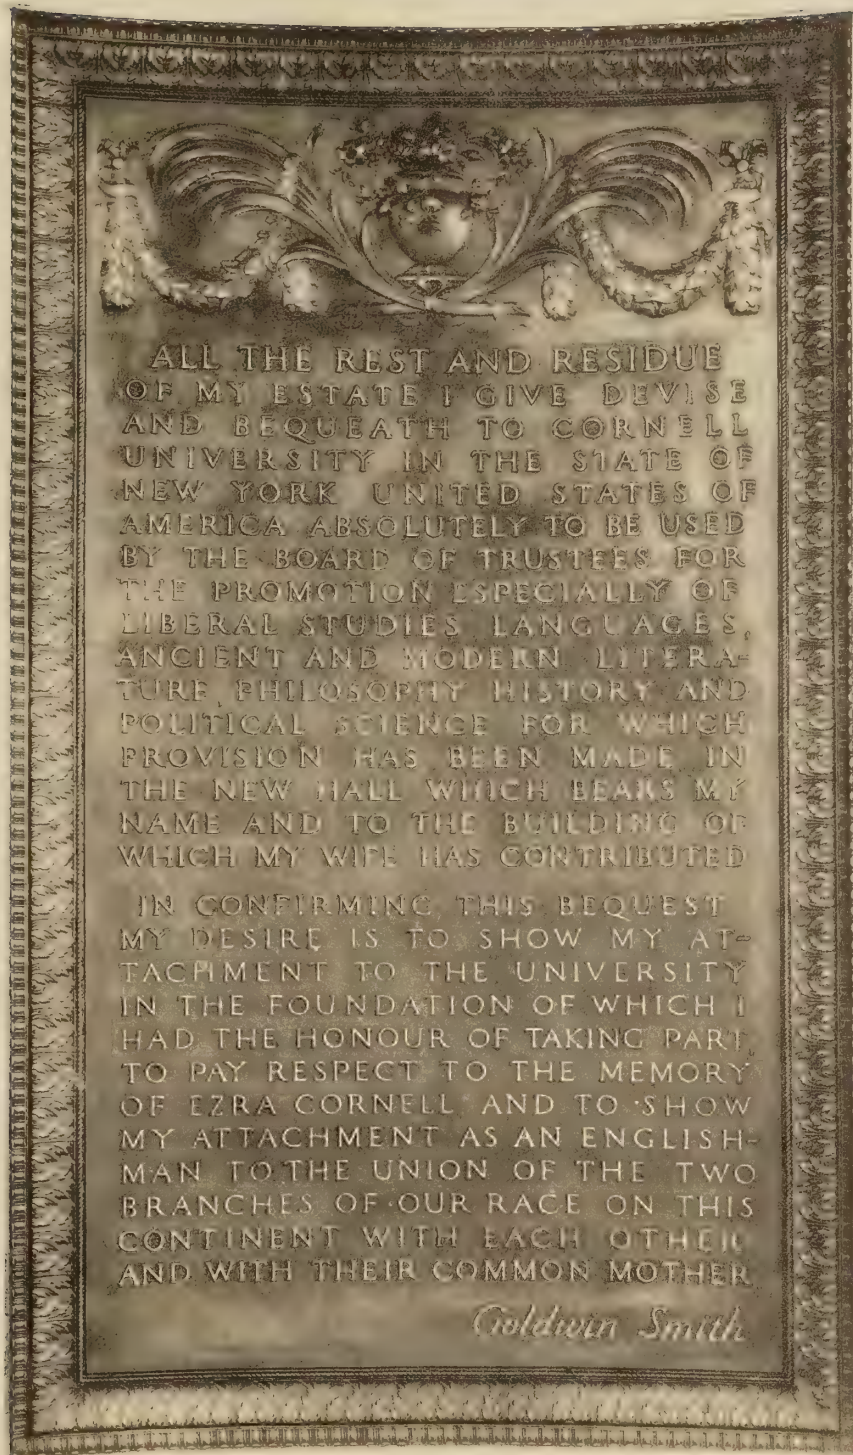 ALL THE REST AND RESIDUE
OF MY ESTATE I GIVE DEVISE
AND BEQUEATH TO CORNELL
UNIVERSITY IN THE STATE OF
NEW YORK UNITED STATES OF
AMERICA ABSOLUTELY TO BE USED
BY THE BOARD OF TRUSTEES FOR
THE PROMOTION ESPECIALLY OF
LIBERAL STUDIES LANGUAGES,
ANCIENT AND MODERN LITERA-
TURE, PHILOSOPHY HISTORY AND
POLITICAL SCIENCE FOR WHICH
PROVISION HAS BEEN MADE IN
THE NEW HALL WHICH BEARS MY
NAME AND TO THE BUILDING OF
WHICH MY WIFE HAS CONTRIBUTED
IN CONFIRMING THIS BEQUEST
MY DESIRE IS TO SHOW MY AT-
TACHMENT TO THE UNIVERSITY
IN THE FOUNDATION OF WHICH I
HAD THE HONOUR OF TAKING PART,
TO PAY RESPECT TO THE MEMORY
OF EZRA CORNELL AND TO SHOW
MY ATTACHMENT AS AN ENGLISH-
MAN TO THE UNION OF THE TWO
BRANCHES OF OUR RACE ON THIS
CONTINENT WITH EACH OTHER
AND WITH THEIR COMMON MOTHER
Goldwin Smith